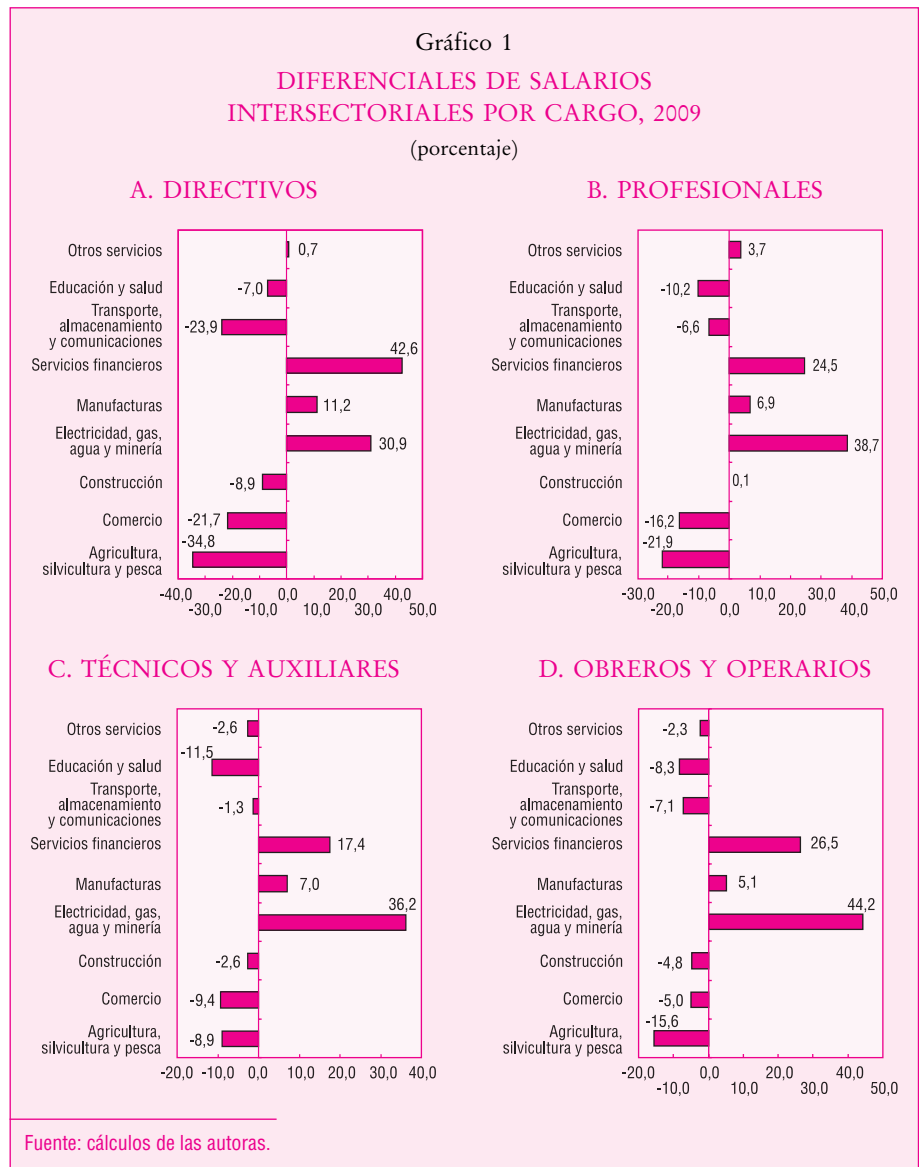 Gráfico 1
DIFERENCIALES DE SALARIOS
INTERSECTORIALES POR CARGO, 2009
(porcentaje)
A. DIRECTIVOS
Otros servicios
0,7
Educación y salud
-7,0
Transporte,
almacenamiento
y comunicaciones
-23,9
Servicios financieros
42,6
Manufacturas
11,2
Electricidad, gas,
agua y minería
30,9
Construcción
-8,9
Comercio
-21,7
Agricultura,
silvicultura y pesca
-34,8
-40,0 -20,0 0,0 20,0 40,0
-30,0 -10,0 10,0 30,0 50,0
B. PROFESIONALES
Otros servicios
3,7
Educación y salud
-10,2
Transporte,
almacenamiento
y comunicaciones
-6,6
Servicios financieros
24,5
Manufacturas
6,9
Electricidad, gas,
agua y minería
38,7
Construcción
0,1
Comercio
-16,2
Agricultura,
silvicultura y pesca
-21,9
-30,0 -10,0 10,0 30,0 50,0
-20,0 0,0 20,0 40,0
C. TÉCNICOS Y AUXILIARES
Otros servicios
-2,6
Educación y salud
-11,5
Transporte,
almacenamiento
y comunicaciones
-1,3
Servicios financieros
17,4
Manufacturas
7,0
Electricidad, gas,
agua y minería
36,2
Construcción
-2,6
Comercio
-9,4
Agricultura,
silvicultura y pesca
-8,9
-20,0 -10,0 0,0 10,0 20,0 30,0 40,0
D. OBREROS Y OPERARIOS
Otros servicios
-2,3
Educación y salud
-8,3
Transporte,
almacenamiento
y comunicaciones
-7,1
Servicios financieros
26,5
Manufacturas
5,1
Electricidad, gas,
agua y minería
44,2
Construcción
-4,8
Comercio
-5,0
Agricultura,
silvicultura y pesca
-15,6
-20,0 0,0 20,0 40,0
-10,0 10,0 30,0 50,0
Fuente: cálculos de las autoras.